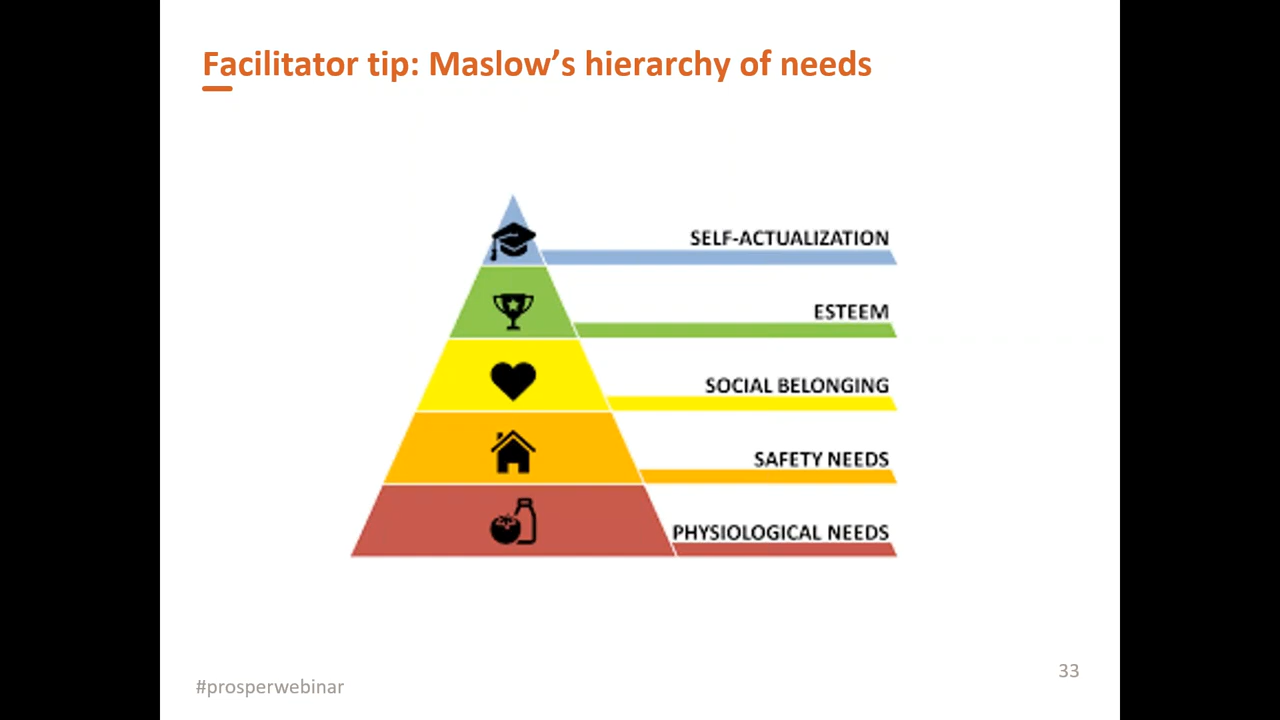 Facilitator tip: Maslow’s hierarchy of needs
SELF-ACTUALIZATION
ESTEEM
SOCIAL BELONGING
SAFETY NEEDS
PHYSIOLOGICAL NEEDS
33
#prosperwebinar